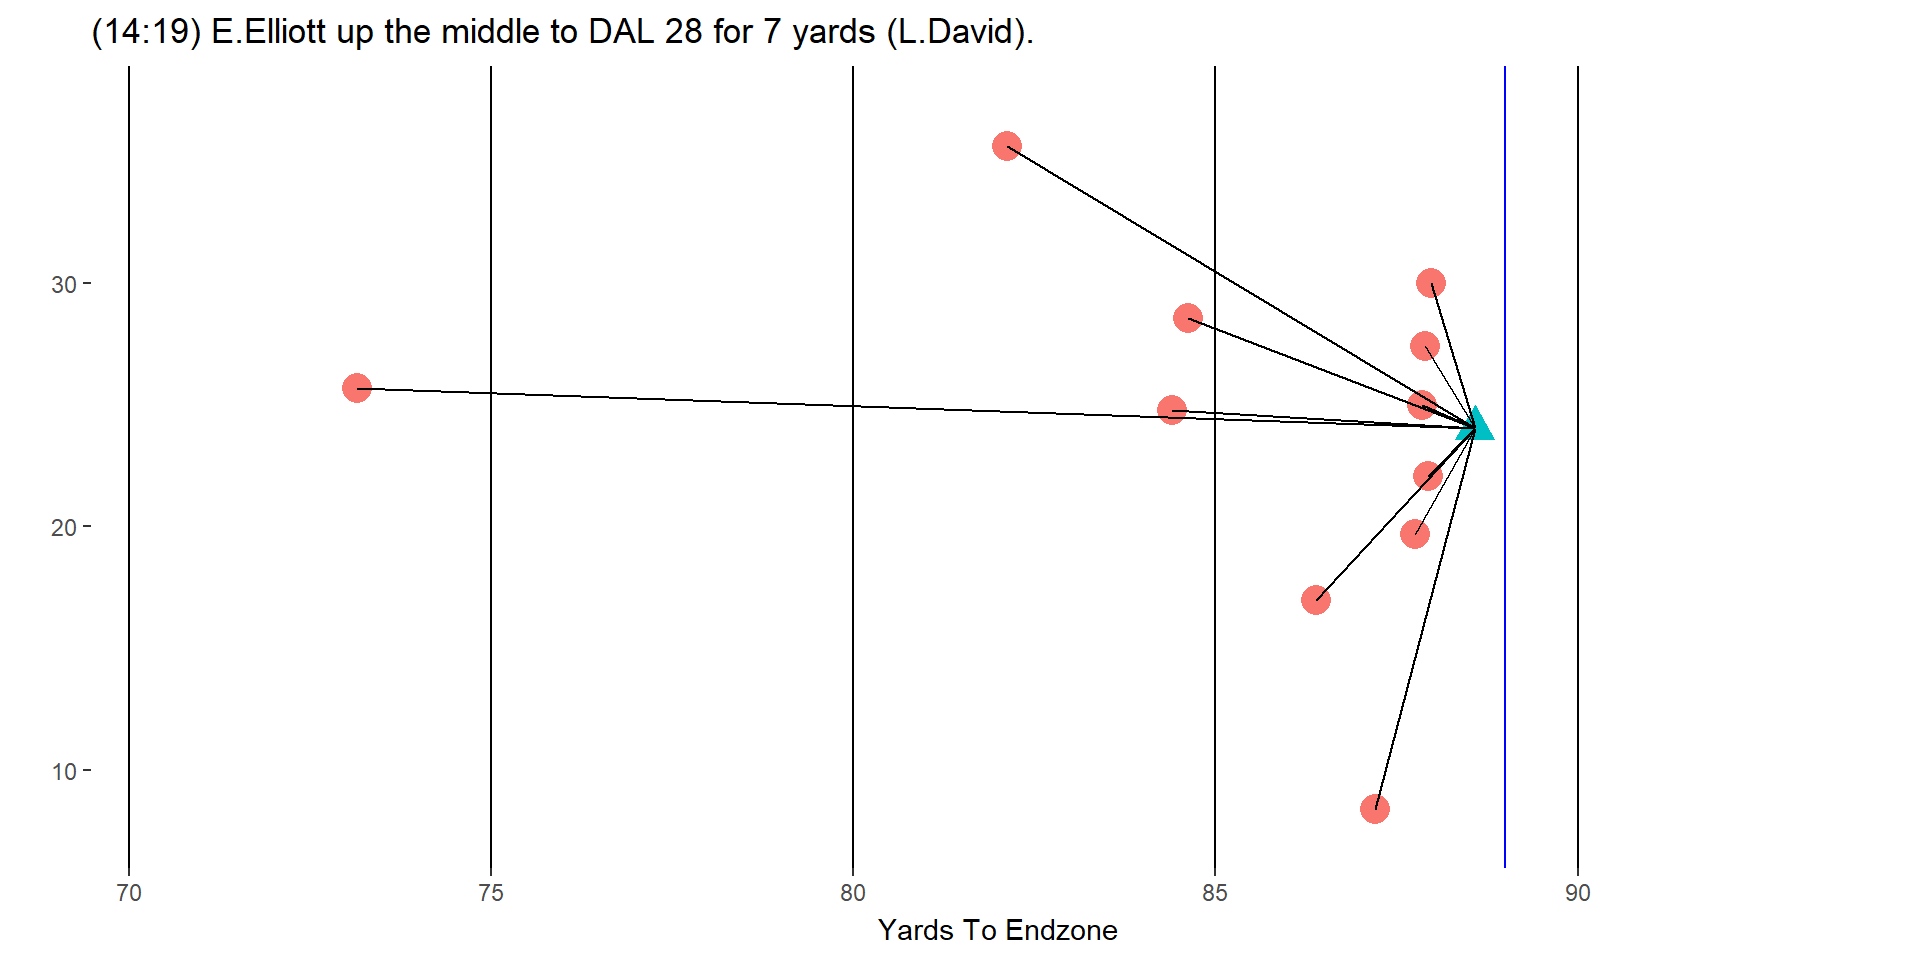 (14:19) E.Elliott up the middle to DAL 28 for 7 yards (L.David).
30
20
10
70 75 80 85 90
Yards To Endzone